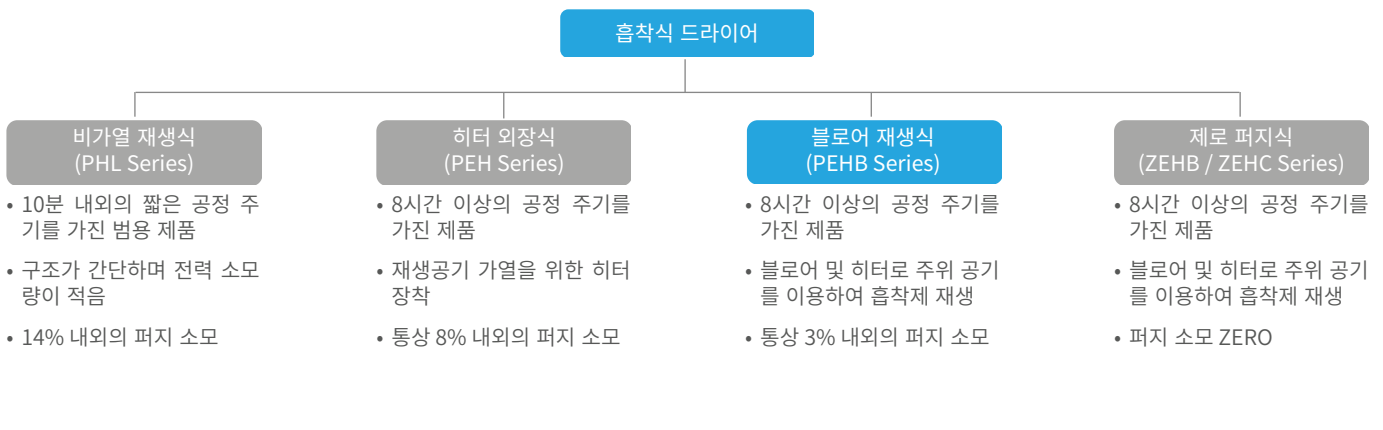 흡착식 드라이어
비가열 재생식
(PHL Series)
• 10분 내외의 짧은 공정 주
기를 가진 범용 제품
• 구조가 간단하며 전력 소모
량이 적음
• 14% 내외의 퍼지 소모
히터 외장식
(PEH Series)
• 8시간 이상의 공정 주기를
가진 제품
• 재생공기 가열을 위한 히터
장착
• 통상 8% 내외의 퍼지 소모
블로어 재생식
(PEHB Series)
• 8시간 이상의 공정 주기를
가진 제품
• 블로어 및 히터로 주위 공기
를 이용하여 흡착제 재생
• 통상 3% 내외의 퍼지 소모
제로 퍼지식
(ZEHB / ZEHC Series)
• 8시간 이상의 공정 주기를
가진 제품
• 블로어 및 히터로 주위 공기
를 이용하여 흡착제 재생
• 퍼지 소모 ZERO